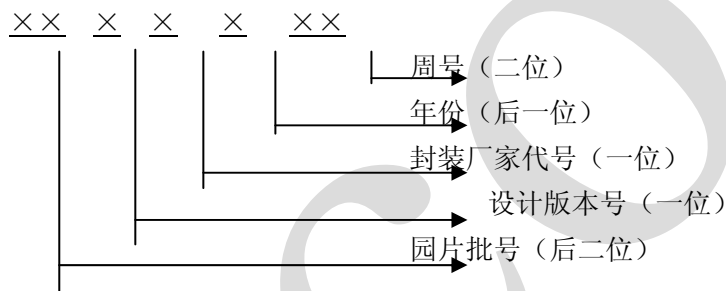 ×× × × × ××
周号（二位）
年份（后一位）
封装厂家代号（一位）
设计版本号（一位）
园片批号（后二位）